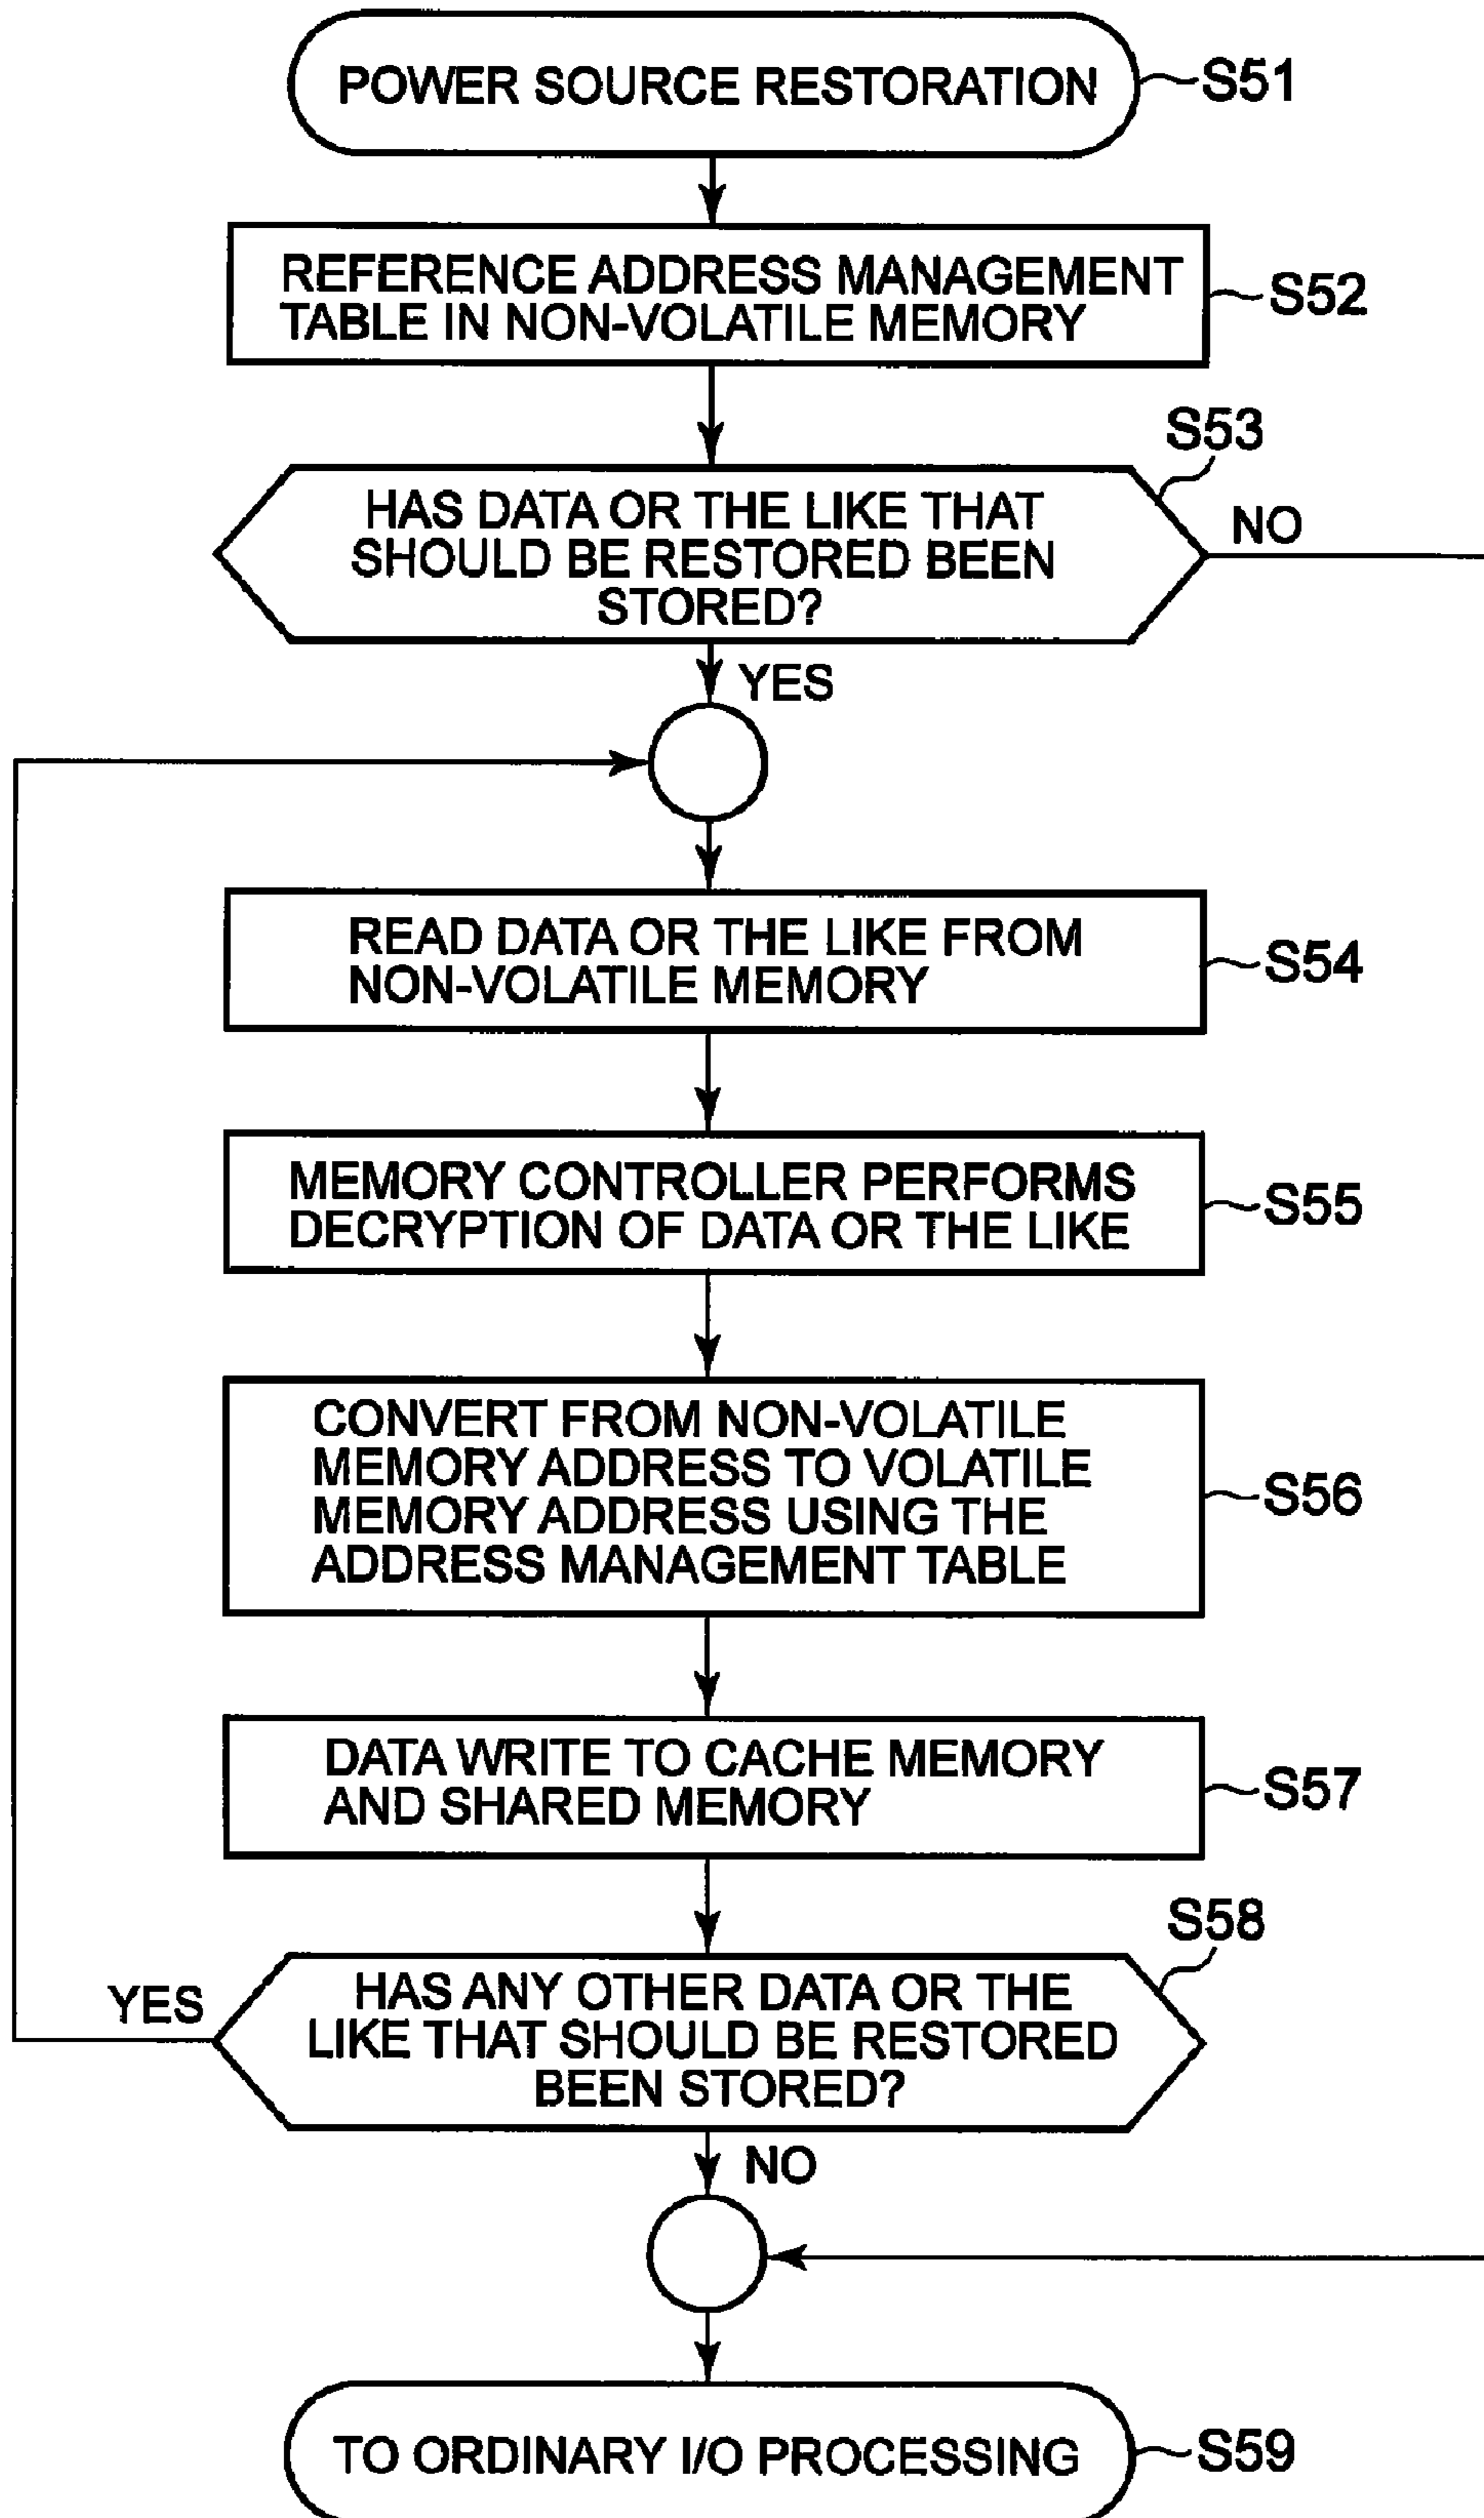 POWER SOURCE RESTORATION
S51
REFERENCE ADDRESS MANAGEMENT
TABLE IN NON-VOLATILE MEMORY
S52
S53
HAS DATA OR THE LIKE THAT
SHOULD BE RESTORED BEEN
STORED?
NO
YES
READ DATA OR THE LIKE FROM
NON-VOLATILE MEMORY
S54
MEMORY CONTROLLER PERFORMS
DECRYPTION OF DATA OR THE LIKE
S55
CONVERT FROM NON-VOLATILE
MEMORY ADDRESS TO VOLATILE
MEMORY ADDRESS USING THE
ADDRESS MANAGEMENT TABLE
S56
DATA WRITE TO CACHE MEMORY
AND SHARED MEMORY
S57
S58
YES
HAS ANY OTHER DATA OR THE
LIKE THAT SHOULD BE RESTORED
BEEN STORED?
NO
TO ORDINARY I/O PROCESSING
S59